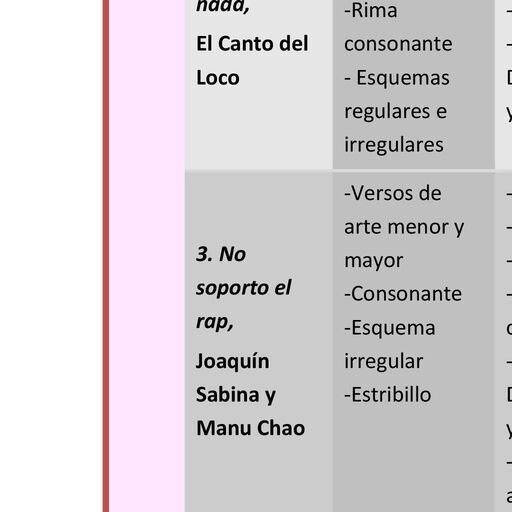 nada,
El Canto del
Loco
-Rima
consonante
- Esquemas
regulares e
irregulares
3. No
soporto el
rap,
Joaquín
Sabina y
Manu Chao
-Versos de
arte menor y
mayor
-Consonante
-Esquema
irregular
-Estribillo